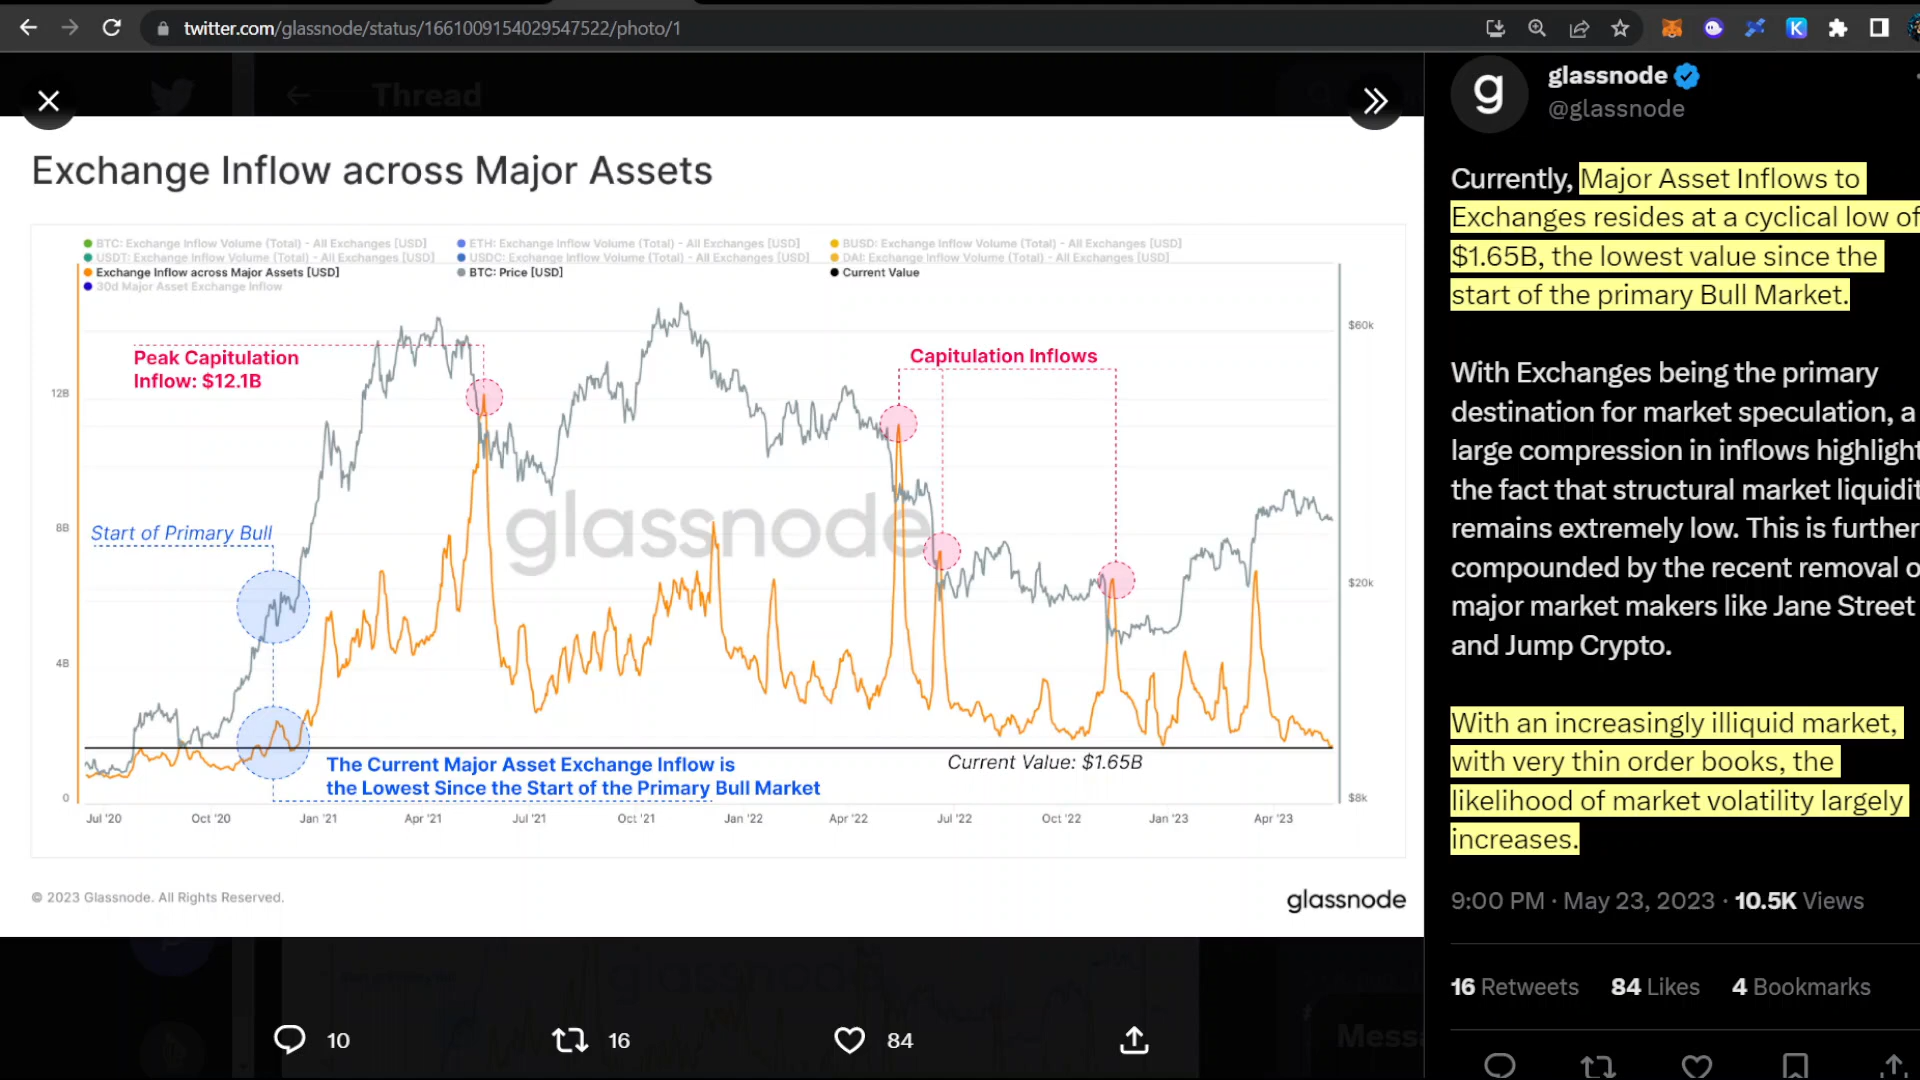 twitter.com/glassnode/status/1661009154029547522/photo/1
Thread
Exchange Inflow across Major Assets
BTC: Exchange Inflow Volume (Total) - All Exchanges [USD]
ETH: Exchange Inflow Volume (Total) - All Exchanges [USD]
BUSD: Exchange Inflow Volume (Total) - All Exchanges [USD]
USDT: Exchange Inflow Volume (Total) - All Exchanges [USD]
USDC: Exchange Inflow Volume (Total) - All Exchanges [USD]
DAI: Exchange Inflow Volume (Total) - All Exchanges [USD]
Exchange Inflow across Major Assets [USD]
BTC: Price [USD]
Current Value
30d Major Asset Exchange Inflow
$60k
Peak Capitulation
Inflow: $12.1B
Capitulation Inflows
12B
glassnode
8B
Start of Primary Bull
$20k
4B
The Current Major Asset Exchange Inflow is
the Lowest Since the Start of the Primary Bull Market
Current Value: $1.65B
0
$8k
Jul '20
Oct '20
Jan '21
Apr '21
Jul '21
Oct '21
Jan '22
Apr '22
Jul '22
Oct '22
Jan '23
Apr '23
© 2023 Glassnode. All Rights Reserved.
glassnode
10
16
84
g
glassnode
@glassnode
Currently, Major Asset Inflows to
Exchanges resides at a cyclical low of
$1.65B, the lowest value since the
start of the primary Bull Market.
With Exchanges being the primary
destination for market speculation, a
large compression in inflows highlight
the fact that structural market liquidit
remains extremely low. This is further
compounded by the recent removal o
major market makers like Jane Street
and Jump Crypto.
With an increasingly illiquid market,
with very thin order books, the
likelihood of market volatility largely
increases.
9:00 PM · May 23, 2023 · 10.5K Views
16 Retweets 84 Likes 4 Bookmarks